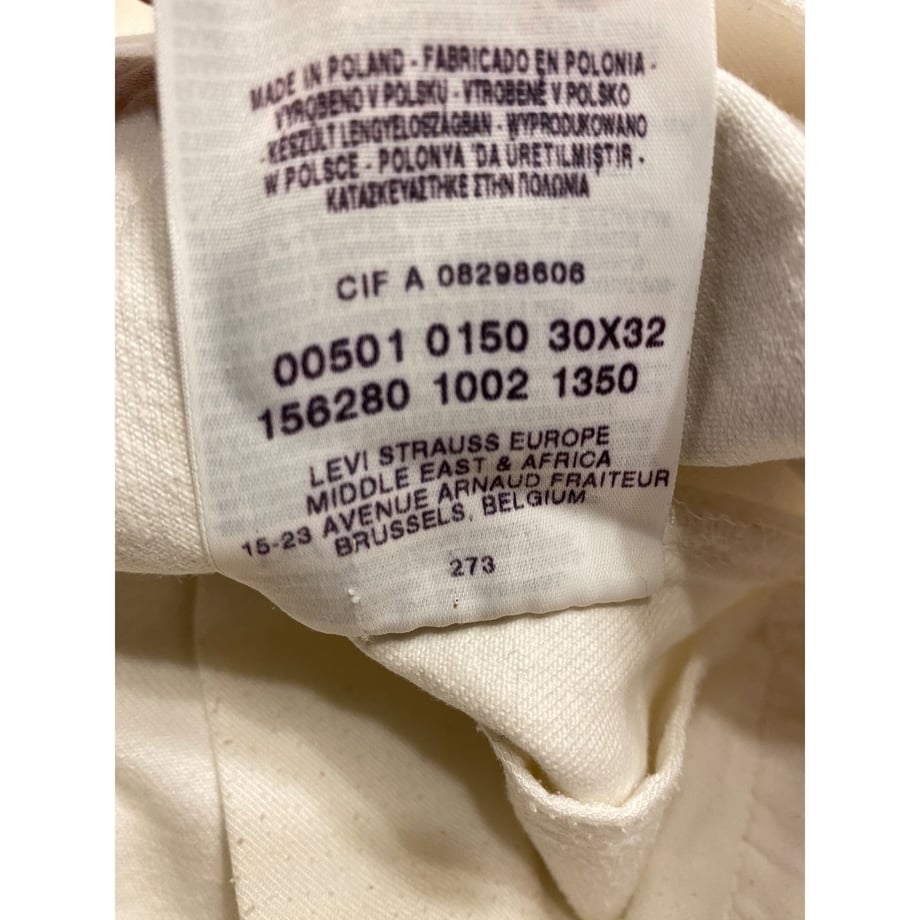 MADE IN POLAND - FABRICADO EN POLONIA -
VYROBENO V POLSKU - VYROBENÉ V POĽSKO
- KÉSZÜLT LENGYELOSZÁGBAN - WYPRODUKOWANO
W POLSCE - POLONYA 'DA ÜRETILMIŞTIR -
ΚΑΤΑΣΚΕΥΑΣΤΗΚΕ ΣΤΗΝ ΠΟΛΩΝΙΑ
CIF A 08298606
00501 0150 30X32
156280 1002 1350
LEVI STRAUSS EUROPE
MIDDLE EAST & AFRICA
15-23 AVENUE ARNAUD FRAITEUR
BRUSSELS, BELGIUM
273